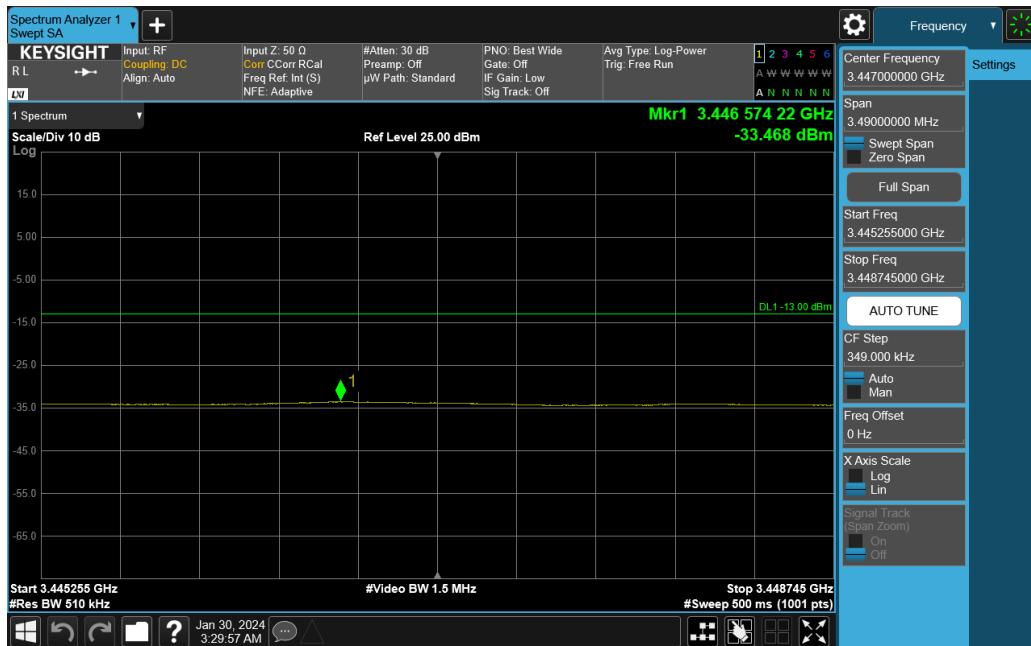 Spectrum Analyzer 1
Swept SA
Frequency
KEYSIGHT
R L
LXI
Input: RF
Coupling: DC
Align: Auto
Input Z: 50 Ω
Corr CCorr RCal
Freq Ref: Int (S)
NFE: Adaptive
#Atten: 30 dB
Preamp: Off
µW Path: Standard
PNO: Best Wide
Gate: Off
IF Gain: Low
Sig Track: Off
Avg Type: Log-Power
Trig: Free Run
1 2 3 4 5 6
A W W W W W
A N N N N N
1 Spectrum
Mkr1 3.446 574 22 GHz
Scale/Div 10 dB
Ref Level 25.00 dBm
-33.468 dBm
Log
15.0
5.00
-5.00
DL1 -13.00 dBm
-15.0
-25.0
1
-35.0
-45.0
-55.0
-65.0
Start 3.445255 GHz
#Video BW 1.5 MHz
Stop 3.448745 GHz
#Res BW 510 kHz
#Sweep 500 ms (1001 pts)
Jan 30, 2024
3:29:57 AM
?
Center Frequency
3.447000000 GHz
Settings
Span
3.49000000 MHz
Swept Span
Zero Span
Full Span
Start Freq
3.445255000 GHz
Stop Freq
3.448745000 GHz
AUTO TUNE
CF Step
349.000 kHz
Auto
Man
Freq Offset
0 Hz
X Axis Scale
Log
Lin
Signal Track
(Span Zoom)
On
Off